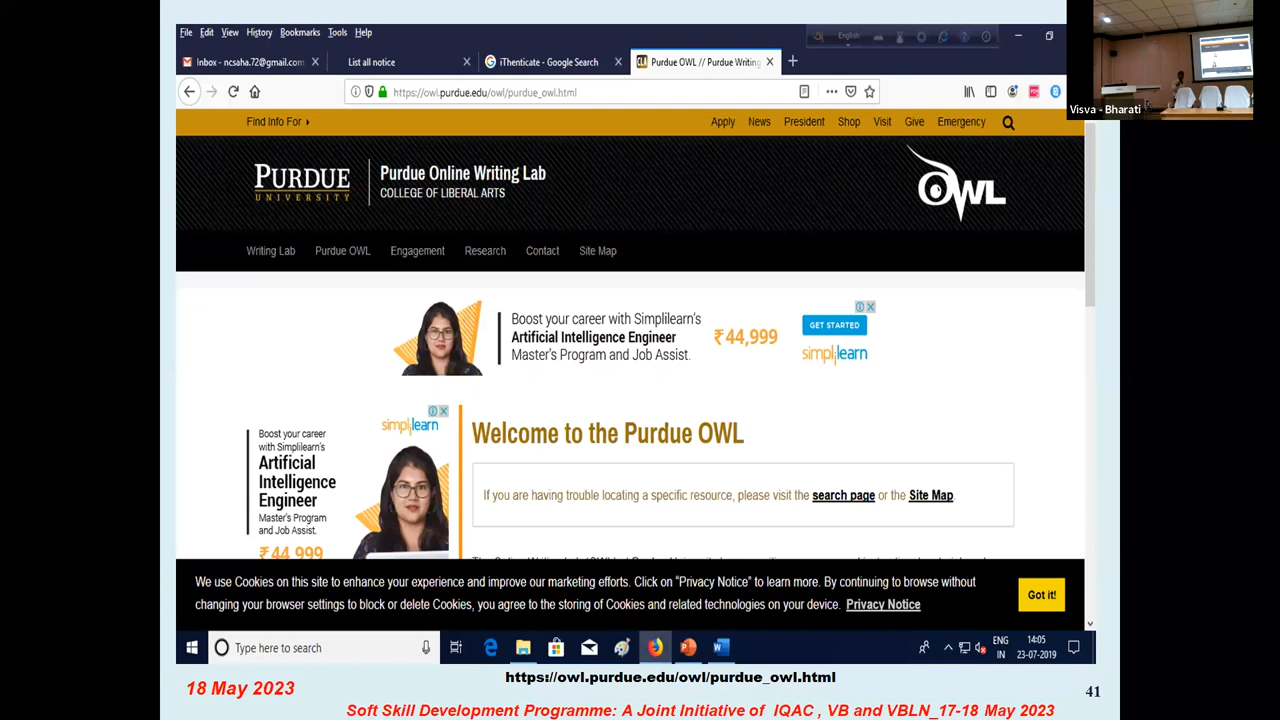 File Edit View History Bookmarks Tools Help
English
Inbox - ncsaha.72@gmail.com
List all notice
iThenticate - Google Search
Purdue OWL // Purdue Writing
https://owl.purdue.edu/owl/purdue_owl.html
Visva - Bharati
Find Info For
Apply News President Shop Visit Give Emergency
PURDUE
UNIVERSITY
Purdue Online Writing Lab
COLLEGE OF LIBERAL ARTS
OWL
Writing Lab Purdue OWL Engagement Research Contact Site Map
Boost your career with Simplilearn's
Artificial Intelligence Engineer
Master's Program and Job Assist.
₹44,999
GET STARTED
simplilearn
simplilearn
Boost your career
with Simplilearn's
Artificial
Intelligence
Engineer
Master's Program
and Job Assist.
₹44,999
Welcome to the Purdue OWL
If you are having trouble locating a specific resource, please visit the search page or the Site Map
We use Cookies on this site to enhance your experience and improve our marketing efforts. Click on "Privacy Notice" to learn more. By continuing to browse without
changing your browser settings to block or delete Cookies, you agree to the storing of Cookies and related technologies on your device. Privacy Notice
Got it!
Type here to search
ENG
IN
14:05
23-07-2019
https://owl.purdue.edu/owl/purdue_owl.html
18 May 2023
41
Soft Skill Development Programme: A Joint Initiative of IQAC , VB and VBLN_17-18 May 2023